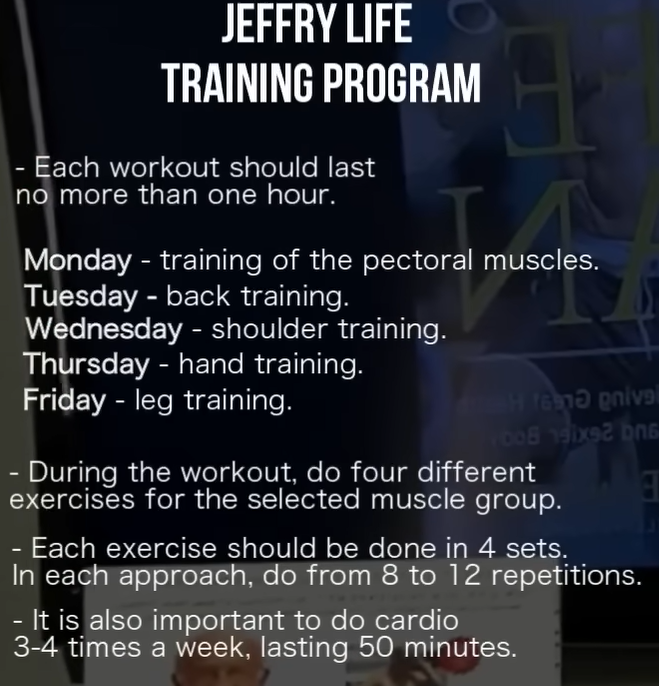 JEFFRY LIFE
TRAINING PROGRAM
- Each workout should last
no more than one hour.
Monday - training of the pectoral muscles.
Tuesday - back training.
Wednesday - shoulder training.
Thursday - hand training.
Friday - leg training.
- During the workout, do four different
exercises for the selected muscle group.
- Each exercise should be done in 4 sets.
In each approach, do from 8 to 12 repetitions.
- It is also important to do cardio
3-4 times a week, lasting 50 minutes.